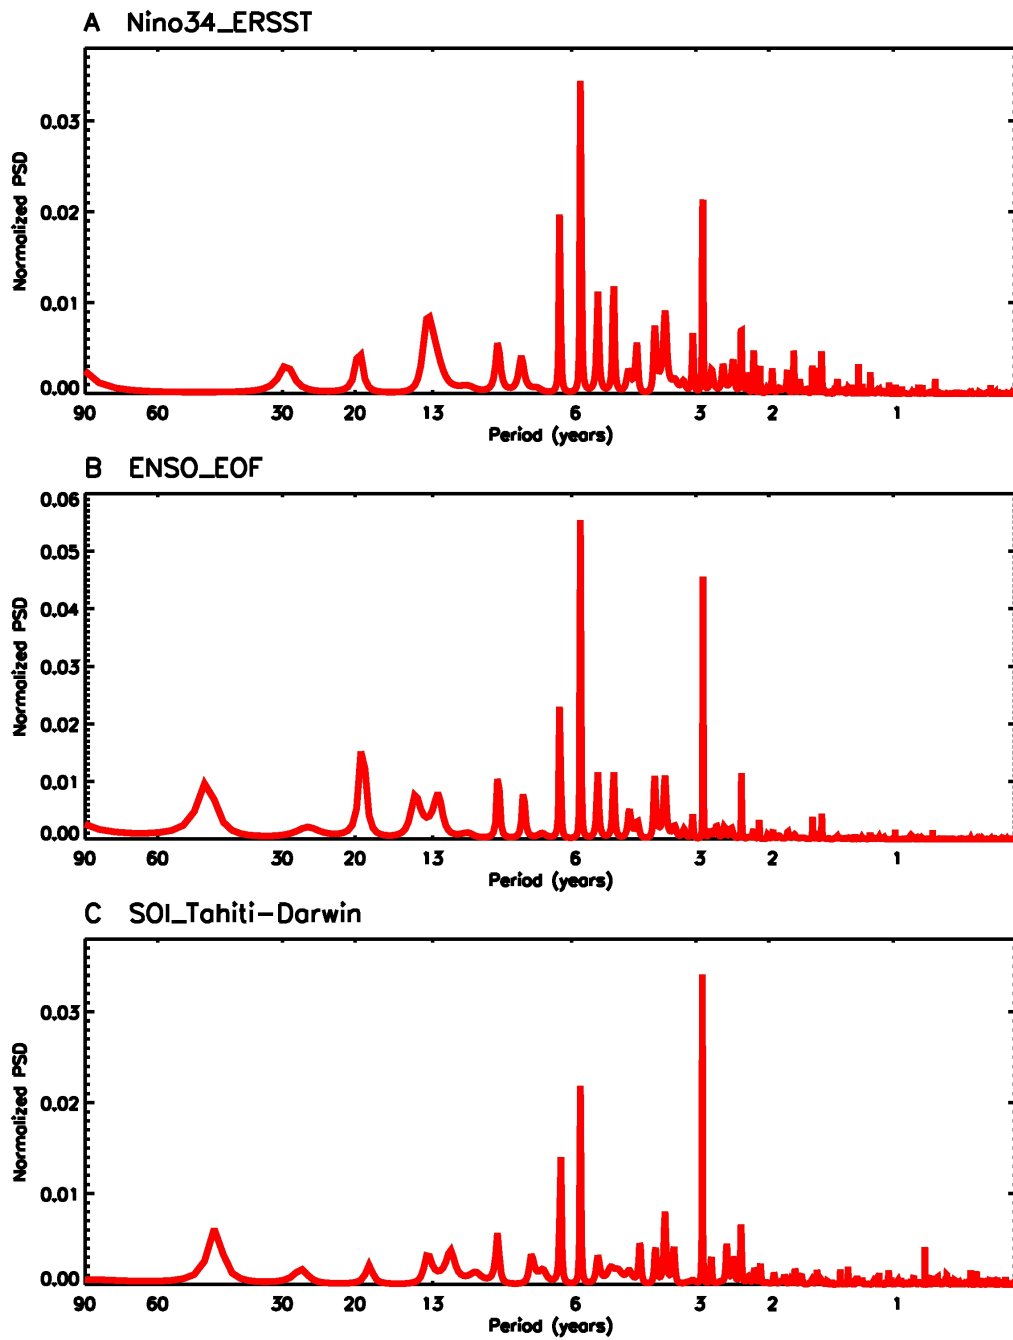 A Nino34_ERSST
0.03
0.02
0.01
0.00
Normalized PSD
90 60 30 20 13 6 3 2 1
Period (years)
B ENSO_EOF
0.06
0.05
0.04
0.03
0.02
0.01
0.00
Normalized PSD
90 60 30 20 13 6 3 2 1
Period (years)
C SOI_Tahiti-Darwin
0.03
0.02
0.01
0.00
Normalized PSD
90 60 30 20 13 6 3 2 1
Period (years)